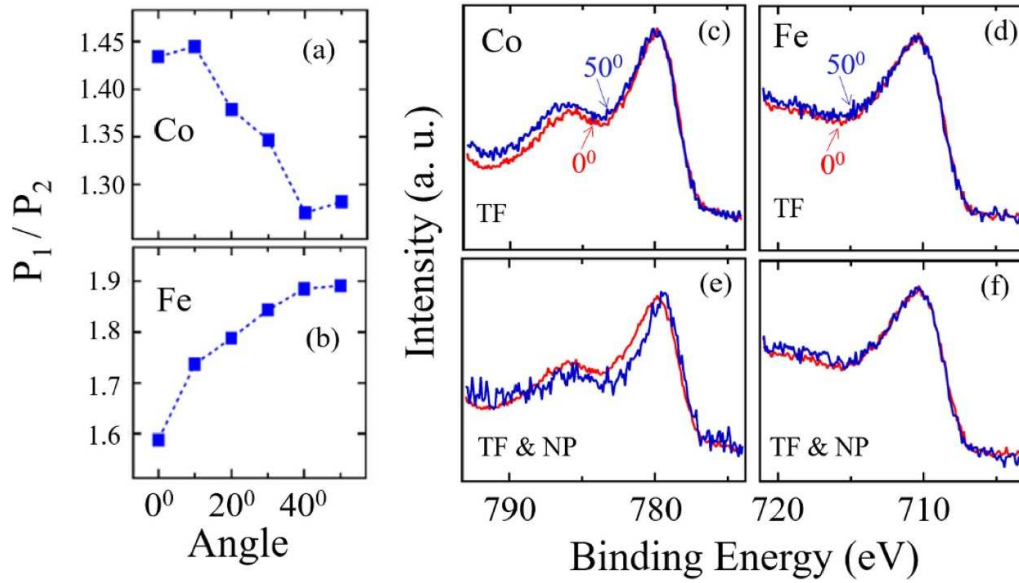 (a)
1.45
1.40
1.35
1.30
Co
P₁ / P₂
(b)
1.9
1.8
1.7
1.6
Fe
0⁰ 20⁰ 40⁰
Angle
Co
(c)
50⁰
0⁰
TF
Fe
(d)
50⁰
0⁰
TF
Intensity (a. u.)
(e)
TF & NP
(f)
TF & NP
790 780 720 710
Binding Energy (eV)